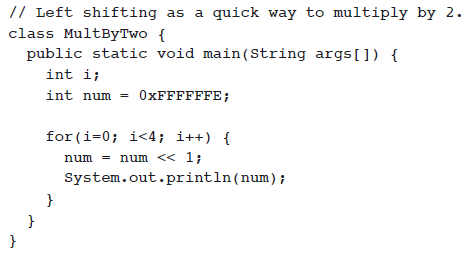 // Left shifting as a quick way to multiply by 2.
class MultByTwo {
  public static void main(String args[]) {
    int i;
    int num = 0xFFFFFFE;

    for(i=0; i<4; i++) {
      num = num << 1;
      System.out.println(num);
    }
  }
}